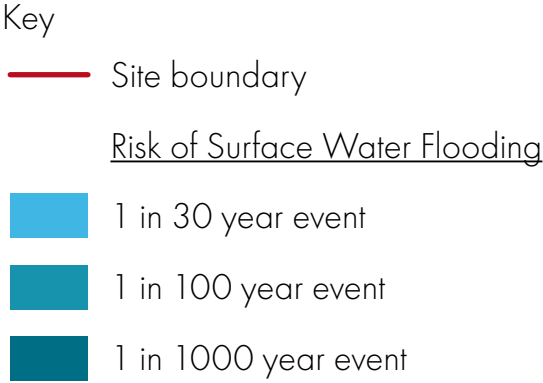 Key
Site boundary
Risk of Surface Water Flooding
1 in 30 year event
1 in 100 year event
1 in 1000 year event